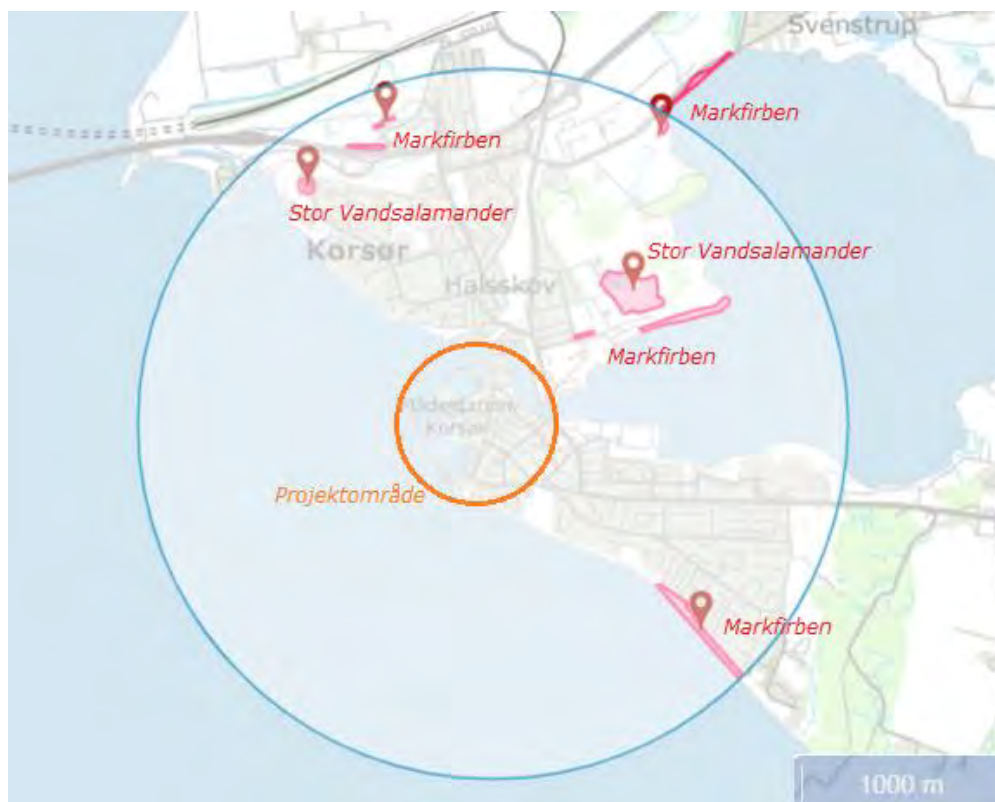 Svenstrup
Markfirben
Markfirben
Stor Vandsalamander
Korsør
Stor Vandsalamander
Halsskov
Markfirben
Korsør
Projektområde
Markfirben
1000 m